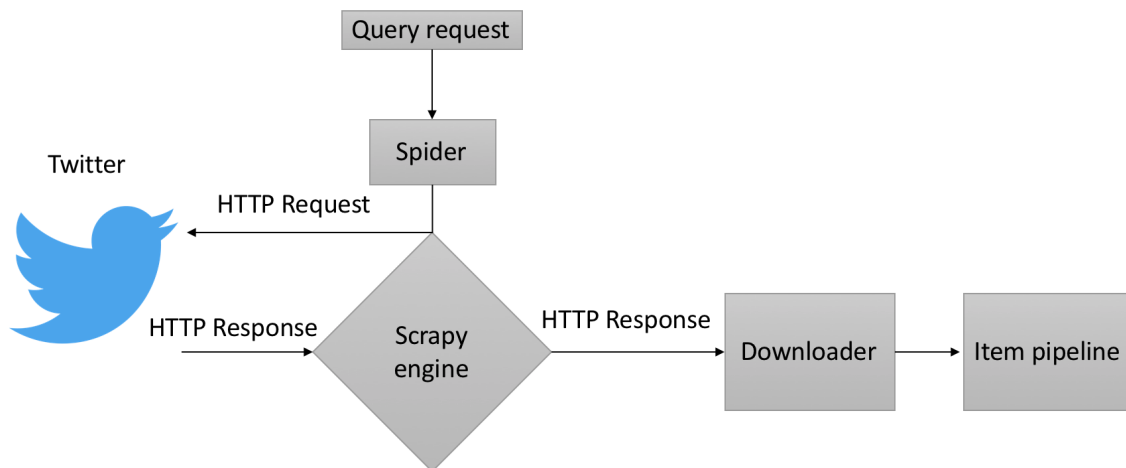 Query request
Spider
Twitter
HTTP Request
HTTP Response
Scrapy
engine
HTTP Response
Downloader
Item pipeline